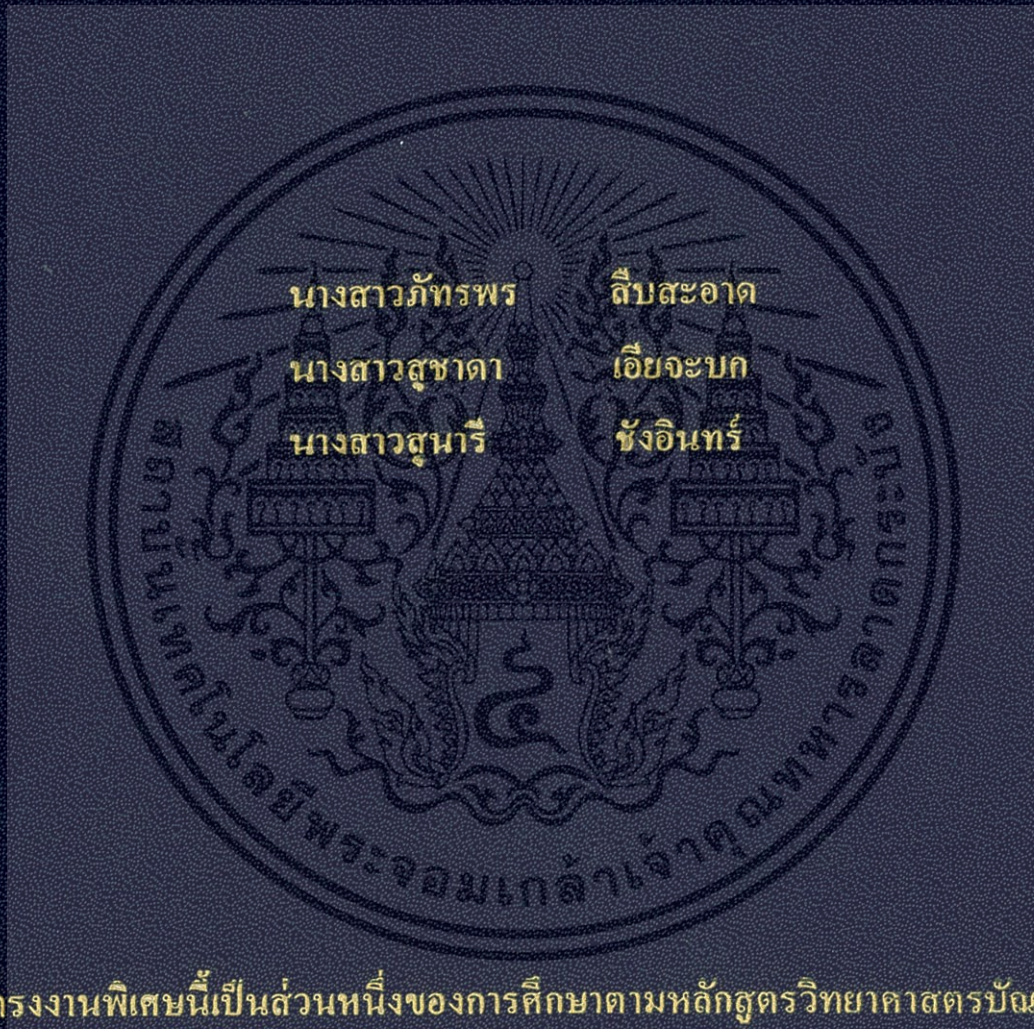 นางสาวภัทรพร สืบสะอาด
นางสาวสุชาดา เอียจะบก
นางสาวสุนารี ชังอินทร์
สถาบันเทคโนโลยีพระจอมเกล้าเจ้าคุณทหารลาดกระบัง
รงงานพิเศษนี้เป็นส่วนหนึ่งของการศึกษาตามหลักสูตรวิทยาศาสตรบัณ